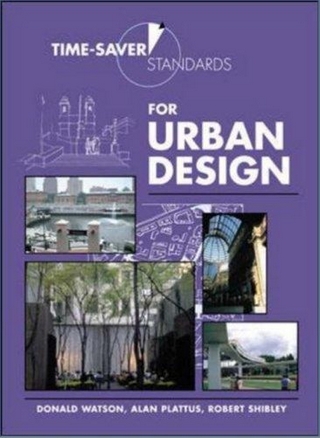 TIME-SAVER
STANDARDS
FOR
URBAN
DESIGN
DONALD WATSON, ALAN PLATTUS, ROBERT SHIBLEY